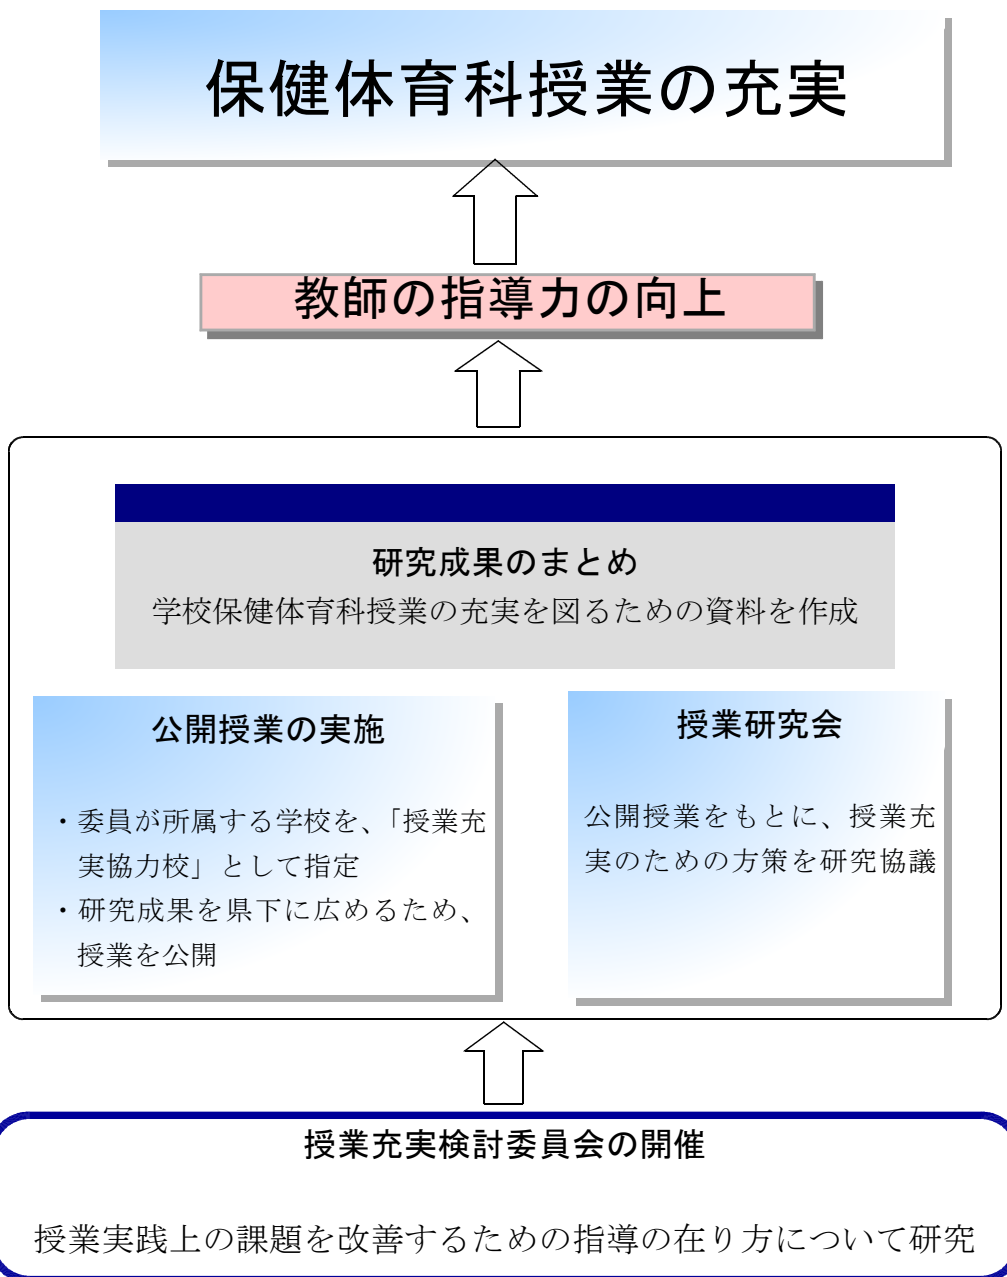 保健体育科授業の充実
教師の指導力の向上
研究成果のまとめ
学校保健体育科授業の充実を図るための資料を作成
公開授業の実施
・委員が所属する学校を、「授業充
実協力校」として指定
・研究成果を県下に広めるため、
授業を公開
授業研究会
公開授業をもとに、授業充
実のための方策を研究協議
授業充実検討委員会の開催
授業実践上の課題を改善するための指導の在り方について研究